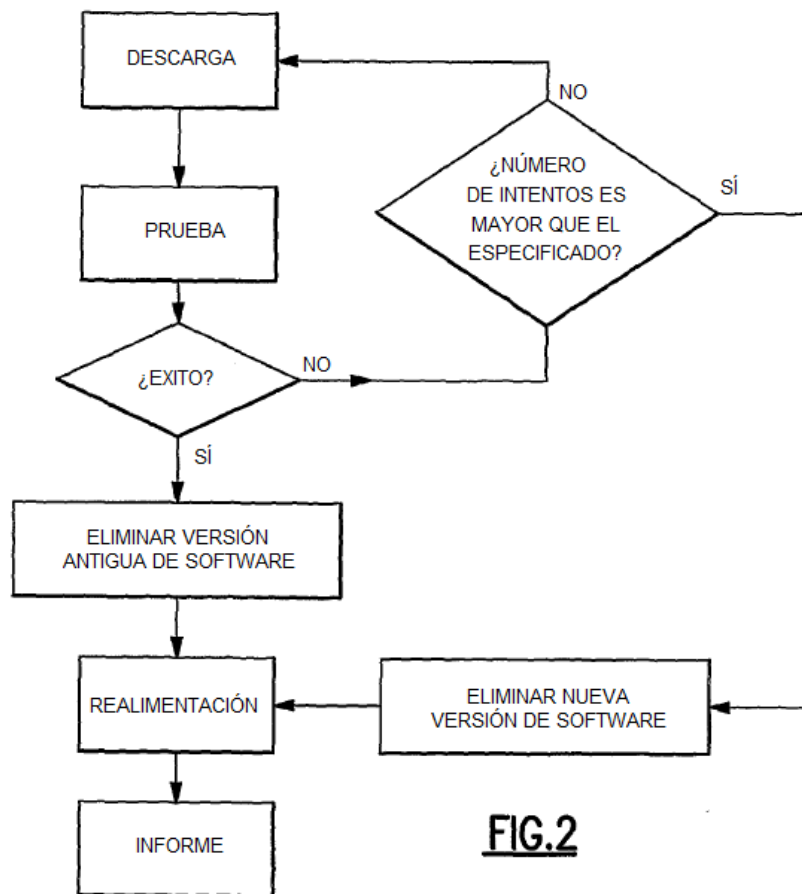 DESCARGA
NO
¿NÚMERO
DE INTENTOS ES
MAYOR QUE EL
ESPECIFICADO?
SÍ
PRUEBA
¿EXITO?
NO
SÍ
ELIMINAR VERSIÓN
ANTIGUA DE SOFTWARE
REALIMENTACIÓN
ELIMINAR NUEVA
VERSIÓN DE SOFTWARE
INFORME
FIG.2